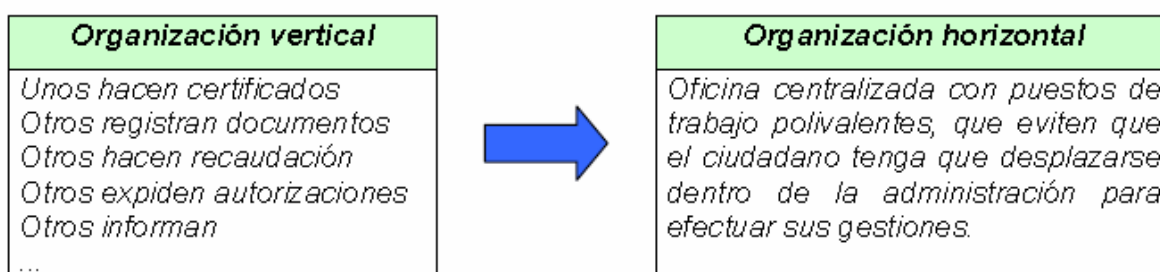 Organización vertical
Unos hacen certificados
Otros registran documentos
Otros hacen recaudación
Otros expiden autorizaciones
Otros informan
...
Organización horizontal
Oficina centralizada con puestos de
trabajo polivalentes, que eviten que
el ciudadano tenga que desplazarse
dentro de la administración para
efectuar sus gestiones.